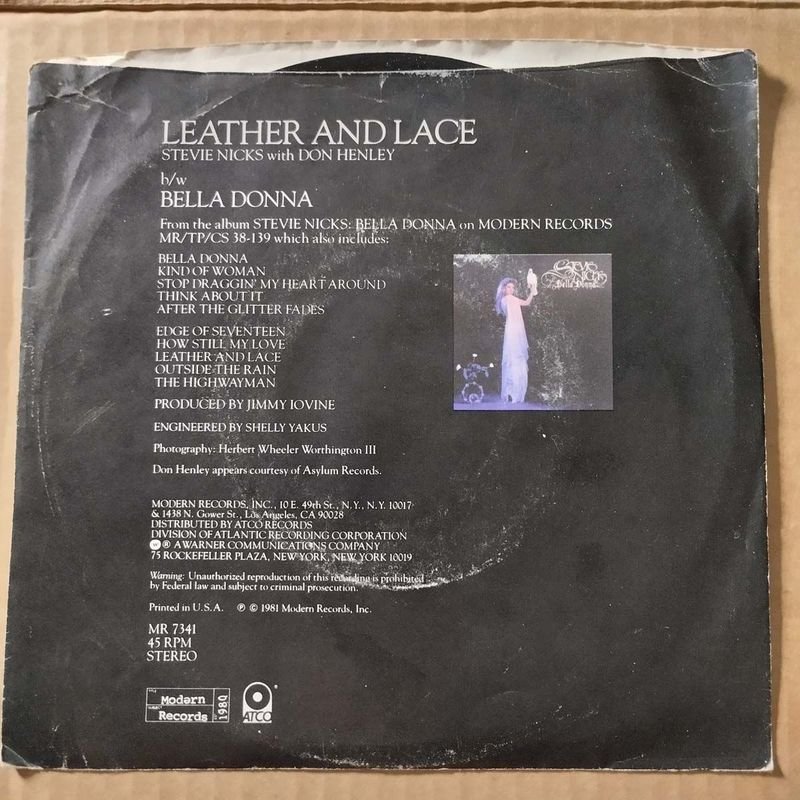 LEATHER AND LACE
STEVIE NICKS with DON HENLEY
b/w
BELLA DONNA
From the album STEVIE NICKS: BELLA DONNA on MODERN RECORDS
MR/TP/CS 38-139 which also includes:
BELLA DONNA
KIND OF WOMAN
STOP DRAGGIN' MY HEART AROUND
THINK ABOUT IT
AFTER THE GLITTER FADES
EDGE OF SEVENTEEN
HOW STILL MY LOVE
LEATHER AND LACE
OUTSIDE THE RAIN
THE HIGHWAYMAN
STEVIE
NICKS
Bella Donna
PRODUCED BY JIMMY IOVINE
ENGINEERED BY SHELLY YAKUS
Photography: Herbert Wheeler Worthington III
Don Henley appears courtesy of Asylum Records.
MODERN RECORDS, INC., 10 E. 49th St., N.Y., N.Y. 10017
& 1438 N. Gower St., Los Angeles, CA 90028
DISTRIBUTED BY ATCO RECORDS
DIVISION OF ATLANTIC RECORDING CORPORATION
® A WARNER COMMUNICATIONS COMPANY
75 ROCKEFELLER PLAZA, NEW YORK, NEW YORK 10019
Warning: Unauthorized reproduction of this recording is prohibited
by Federal law and subject to criminal prosecution.
Printed in U.S.A. ℗ © 1981 Modern Records, Inc.
MR 7341
45 RPM
STEREO
TITLE Modern
SUBJECT Records
1980
ATCO ®